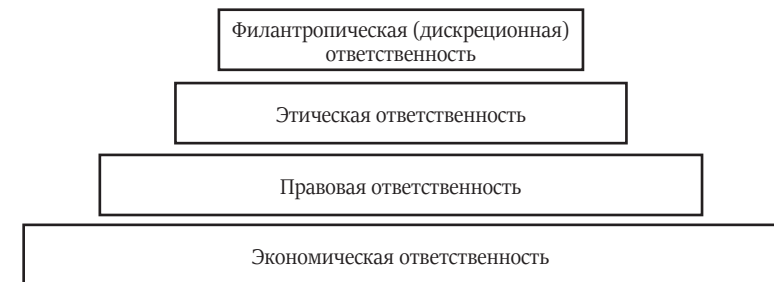 Филантропическая (дискреционная)
ответственность
Этическая ответственность
Правовая ответственность
Экономическая ответственность